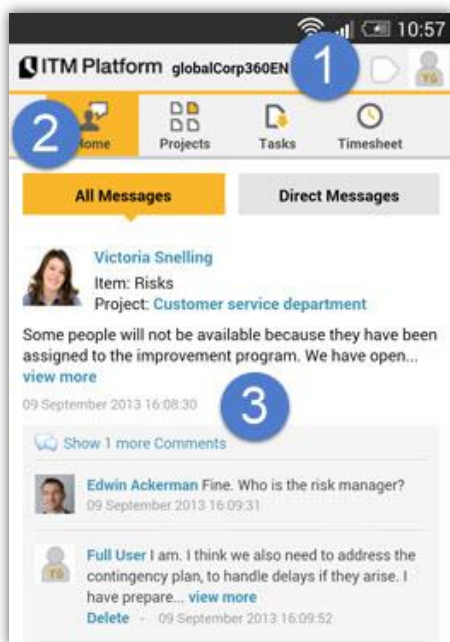 10:57
ITM Platform globalCorp360EN
1
2
Home Projects Tasks Timesheet
All Messages Direct Messages
Victoria Snelling
Item: Risks
Project: Customer service department
Some people will not be available because they have been
assigned to the improvement program. We have open...
view more
09 September 2013 16:08:30
3
Show 1 more Comments
Edwin Ackerman Fine. Who is the risk manager?
09 September 2013 16:09:31
Full User I am. I think we also need to address the
contingency plan, to handle delays if they arise. I
have prepare... view more
Delete - 09 September 2013 16:09:52